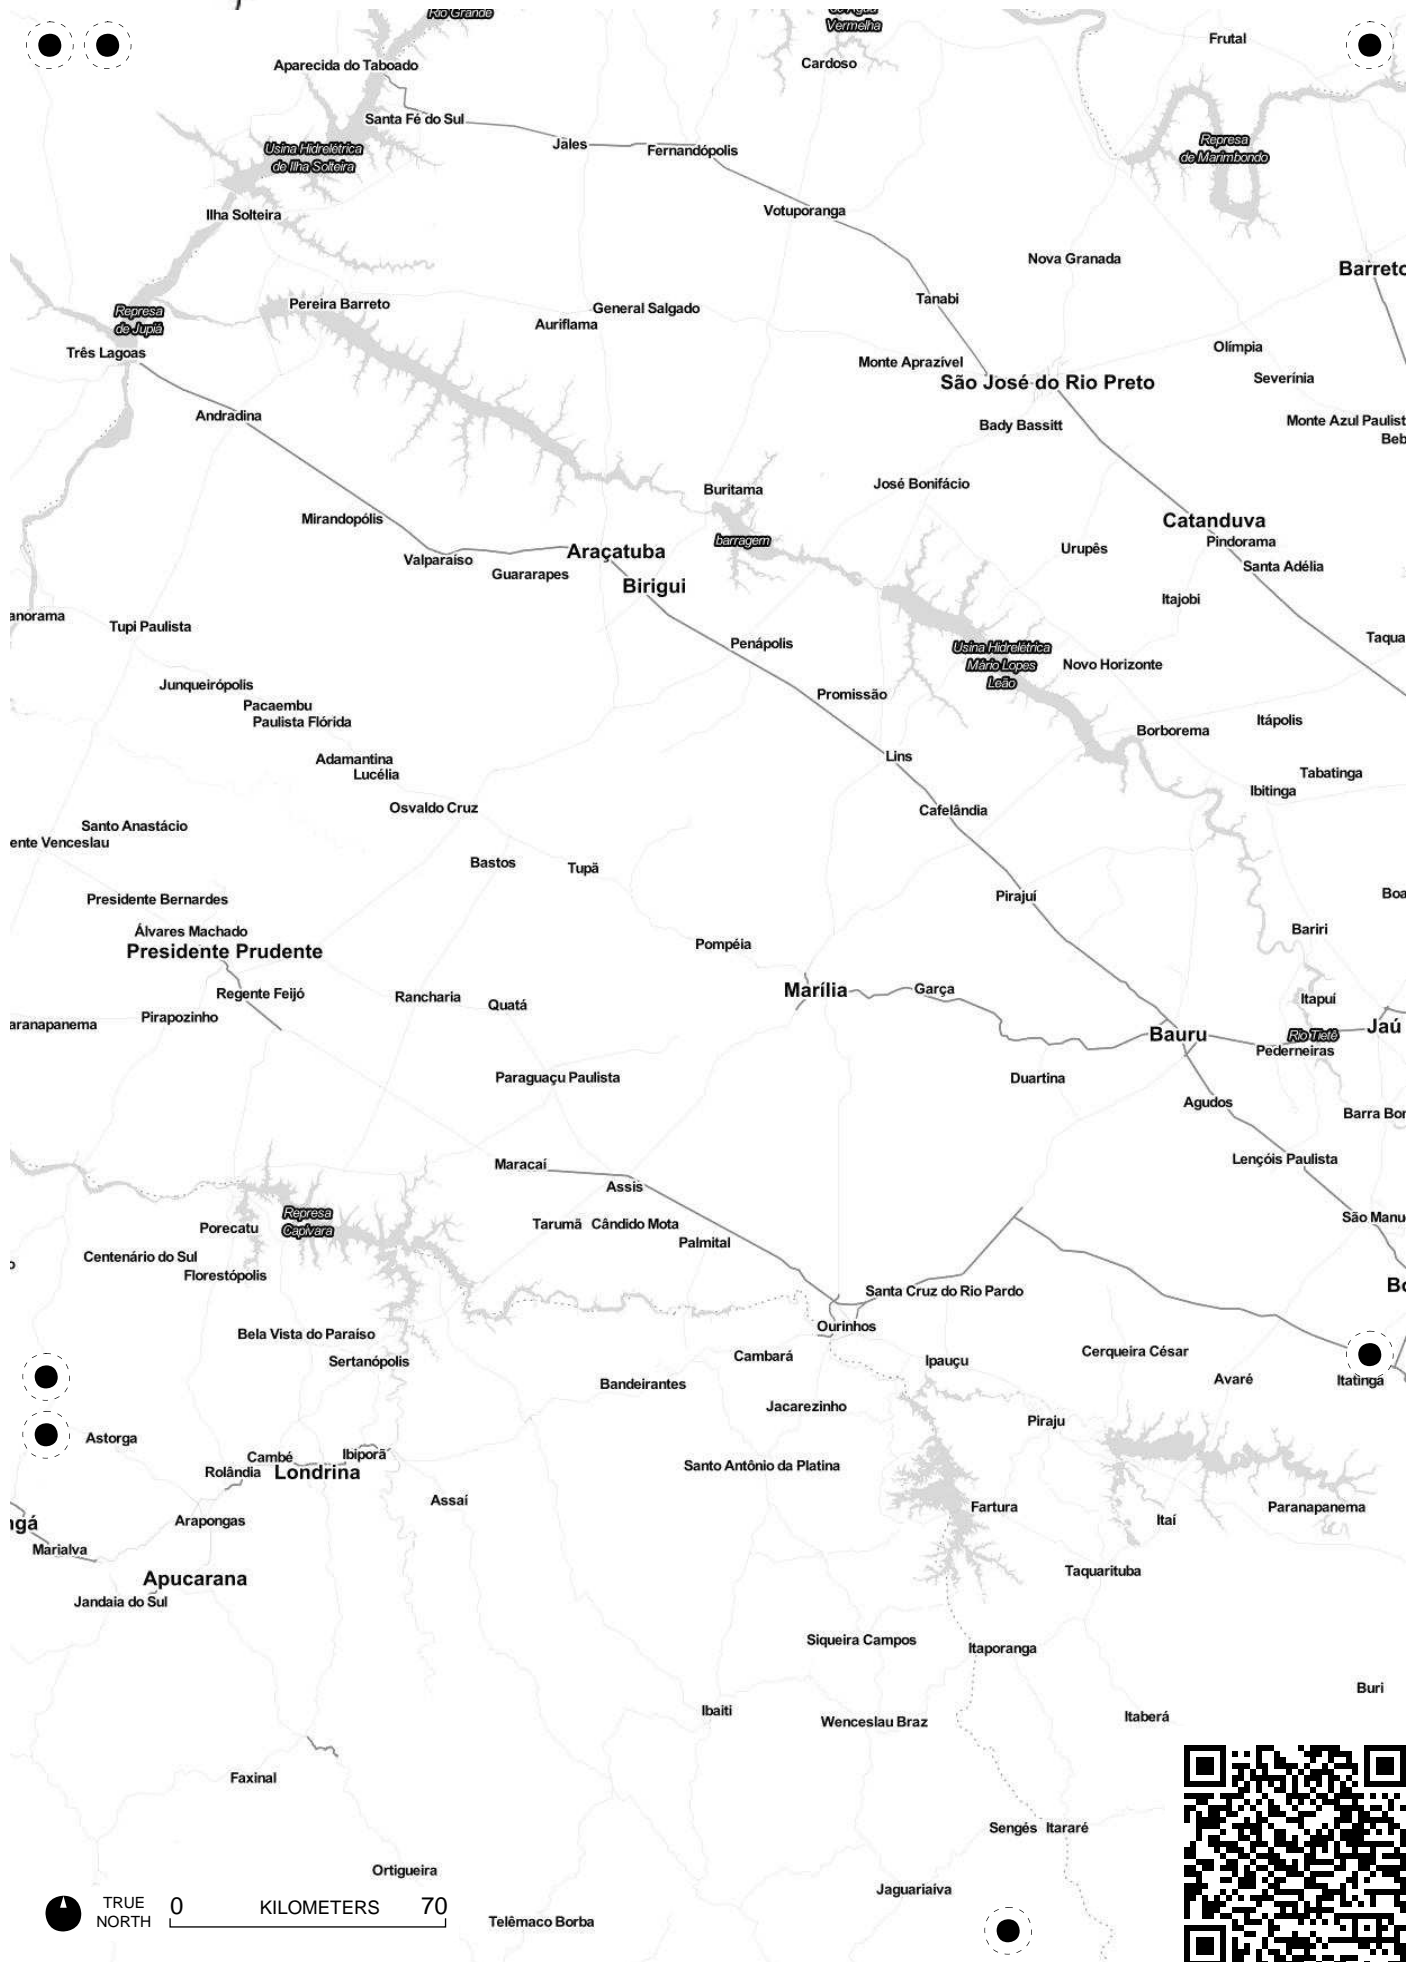 Rio Grande
Vermelha
Frutal
Cardoso
Aparecida do Taboado
Santa Fé do Sul
Jales
Fernandópolis
Usina Hidrelétrica
de Ilha Solteira
Represa
de Marimbondo
Ilha Solteira
Votuporanga
Nova Granada
Barreto
Tanabi
Pereira Barreto
General Salgado
Auriflama
Represa
de Jupiá
Três Lagoas
Olímpia
Monte Aprazível
São José do Rio Preto
Severínia
Andradina
Bady Bassitt
Monte Azul Paulist
Beb
Buritama
José Bonifácio
Mirandópolis
Catanduva
Pindorama
barragem
Urupês
Araçatuba
Valparaíso
Guararapes
Santa Adélia
Birigui
Itajobi
anorama
Tupi Paulista
Penápolis
Usina Hidrelétrica
Mário Lopes
Leão
Taqua
Novo Horizonte
Junqueirópolis
Promissão
Pacaembu
Paulista Flórida
Itápolis
Borborema
Lins
Adamantina
Lucélia
Tabatinga
Ibitinga
Osvaldo Cruz
Cafelândia
Santo Anastácio
ente Venceslau
Bastos
Tupã
Presidente Bernardes
Pirajuí
Boa
Álvares Machado
Presidente Prudente
Bariri
Pompéia
Regente Feijó
Rancharia
Quatá
Marília
Garça
Itapuí
aranapanema
Pirapozinho
Bauru
Rio Tietê
Jaú
Pederneiras
Paraguaçu Paulista
Duartina
Agudos
Barra Bon
Maracaí
Lençóis Paulista
Assis
Represa
Capivara
Porecatu
Tarumã
Cândido Mota
São Manu
Palmital
Centenário do Sul
Florestópolis
Bo
Santa Cruz do Rio Pardo
Bela Vista do Paraíso
Ourinhos
Sertanópolis
Cambará
Ipauçu
Cerqueira César
Bandeirantes
Avaré
Itatinga
Jacarezinho
Piraju
Astorga
Cambé
Ibiporã
Rolândia
Londrina
Santo Antônio da Platina
Assaí
Fartura
Paranapanema
ngá
Arapongas
Itaí
Marialva
Apucarana
Taquarituba
Jandaia do Sul
Siqueira Campos
Itaporanga
Buri
Ibaiti
Wenceslau Braz
Itaberá
Faxinal
Sengés
Itararé
Ortigueira
Jaguariaíva
Telêmaco Borba
TRUE
NORTH
0 KILOMETERS 70